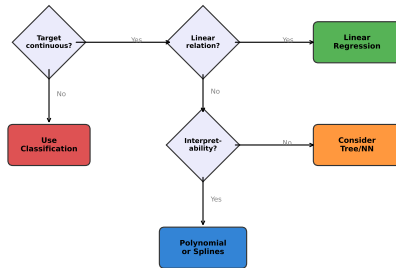 Target
continuous?
Yes
Linear
relation?
Yes
Linear
Regression
No
No
Use
Classification
Interpret-
ability?
No
Consider
Tree/NN
Yes
Polynomial
or Splines